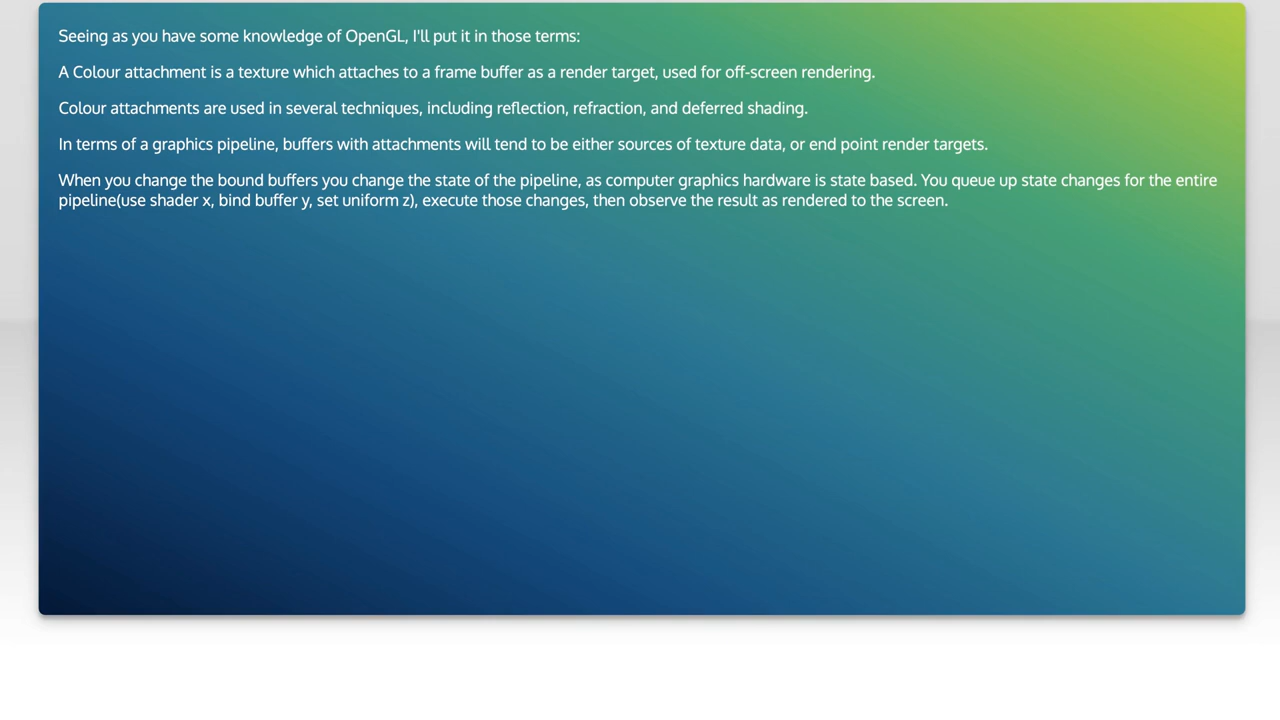 Seeing as you have some knowledge of OpenGL, I'll put it in those terms:
A Colour attachment is a texture which attaches to a frame buffer as a render target, used for off-screen rendering.
Colour attachments are used in several techniques, including reflection, refraction, and deferred shading.
In terms of a graphics pipeline, buffers with attachments will tend to be either sources of texture data, or end point render targets.
When you change the bound buffers you change the state of the pipeline, as computer graphics hardware is state based. You queue up state changes for the entire
pipeline(use shader x, bind buffer y, set uniform z), execute those changes, then observe the result as rendered to the screen.